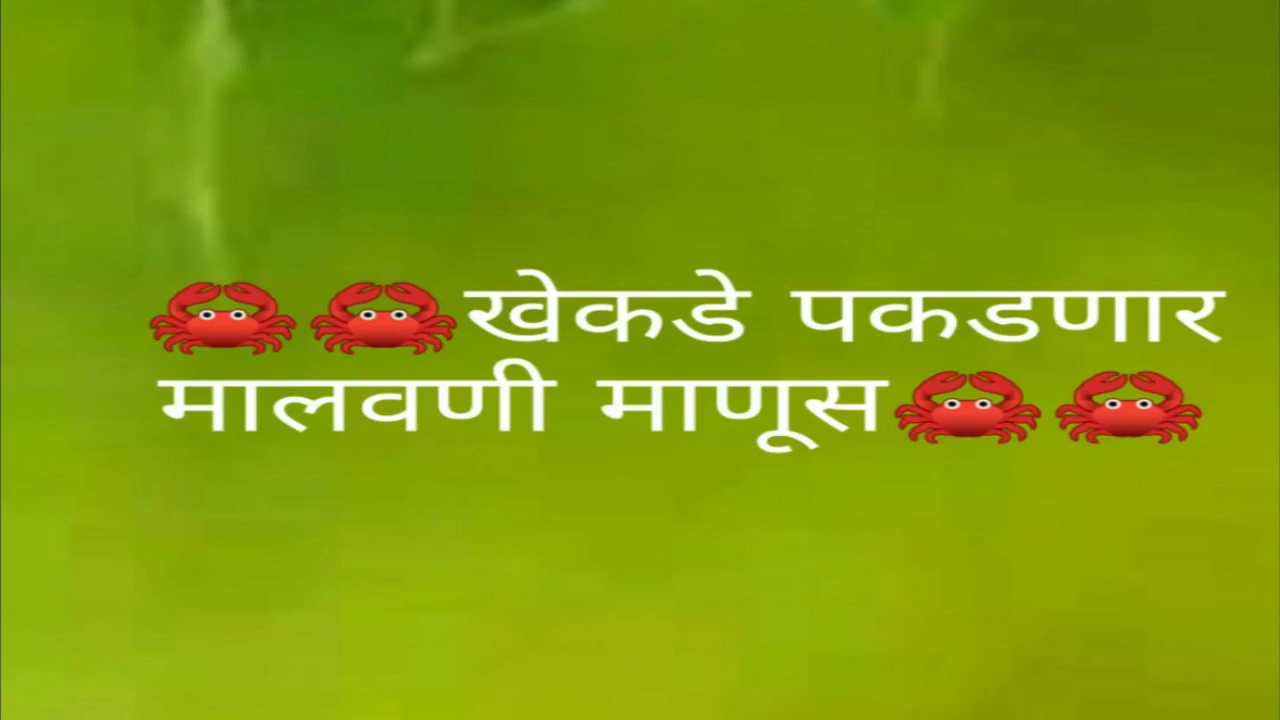 🦀🦀खेकडे पकडणार
मालवणी माणूस🦀🦀